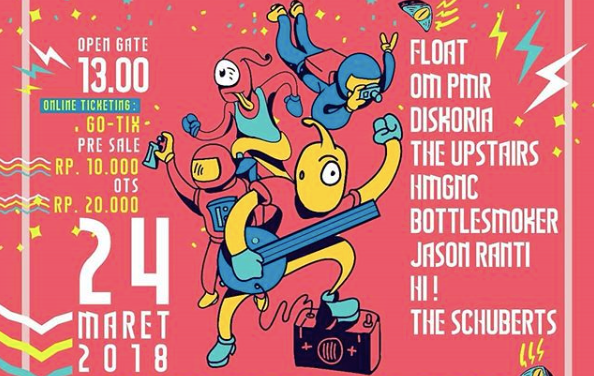 OPEN GATE
13.00
ONLINE TICKETING:
GO-TIX
PRE SALE
RP. 10.000
OTS
RP. 20.000
24
MARET
2018
FLOAT
OM PMR
DISKORIA
THE UPSTAIRS
HMGNC
BOTTLESMOKER
JASON RANTI
HI!
THE SCHUBERTS